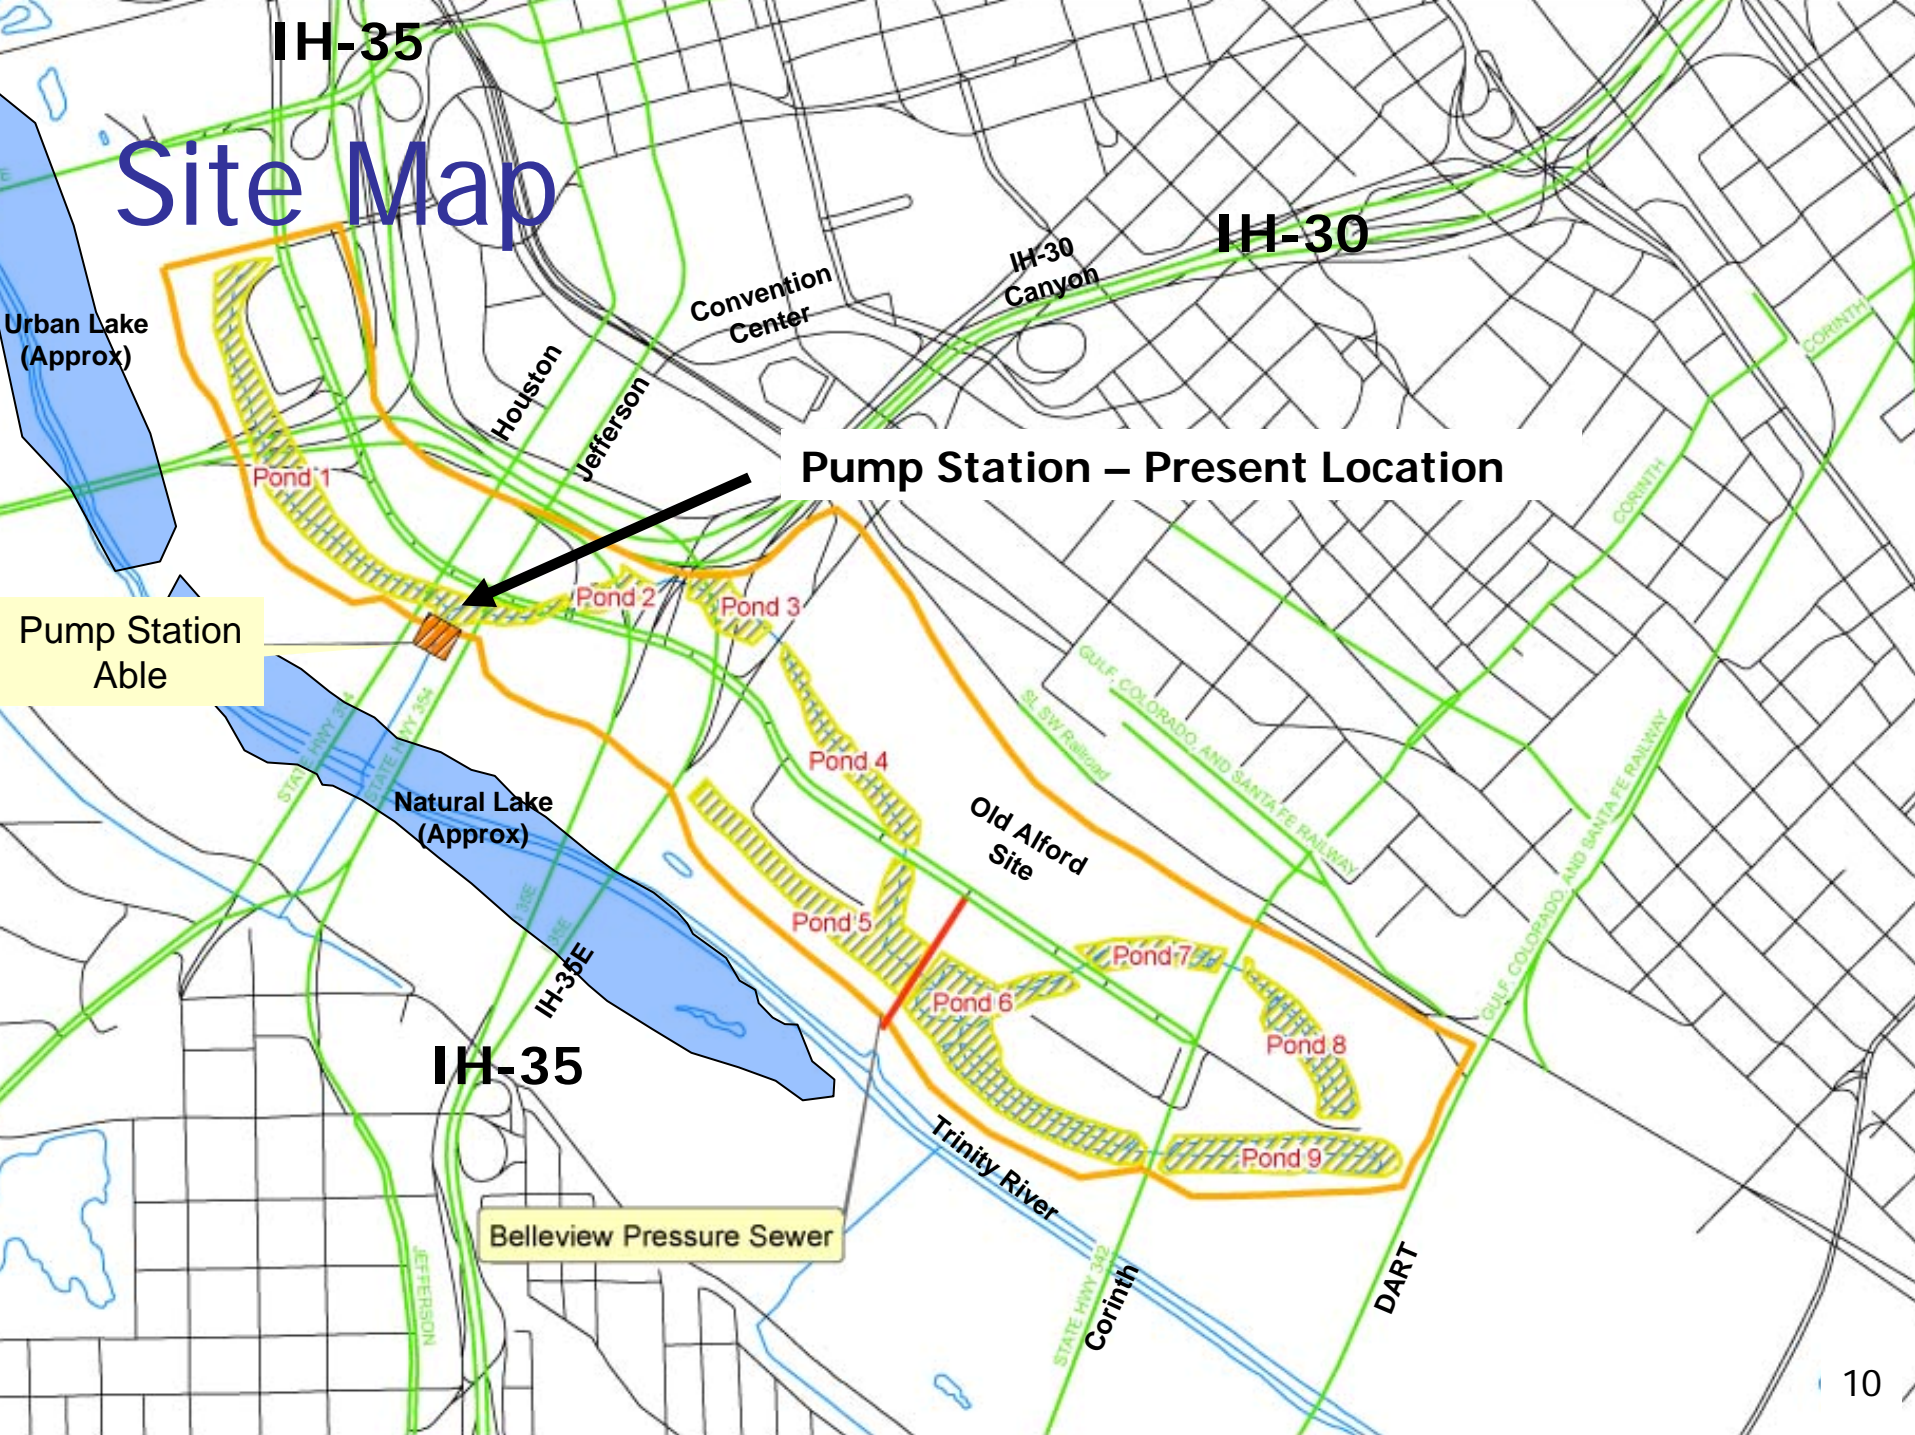 IH-35
Site Map
IH-30
IH-30
Canyon
Convention
Center
Urban Lake
(Approx)
Houston
Jefferson
CORINTH
CORINTH
Pump Station – Present Location
Pond 1
Pond 2
Pond 3
Pump Station
Able
STATE HWY 354
STATE HWY 354
GULF, COLORADO, AND SANTA FE RAILWAY
SL SW Railroad
GULF, COLORADO, AND SANTA FE RAILWAY
Pond 4
Natural Lake
(Approx)
Old Alford
Site
35E
35E
IH-35E
Pond 5
Pond 6
Pond 7
Pond 8
Pond 9
IH-35
Trinity River
Belleview Pressure Sewer
JEFFERSON
STATE HWY 342
Corinth
DART
10